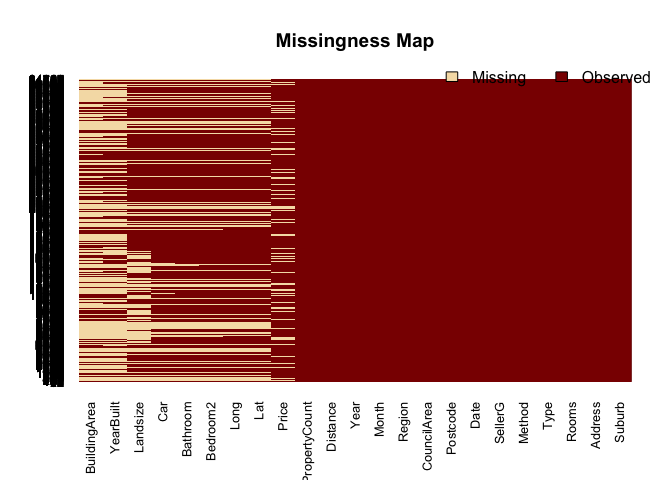 Missingness Map
Missing
Observed
BuildingArea
YearBuilt
Landsize
Car
Bathroom
Bedroom2
Long
Lat
Price
PropertyCount
Distance
Year
Month
Region
CouncilArea
Postcode
Date
SellerG
Method
Type
Rooms
Address
Suburb